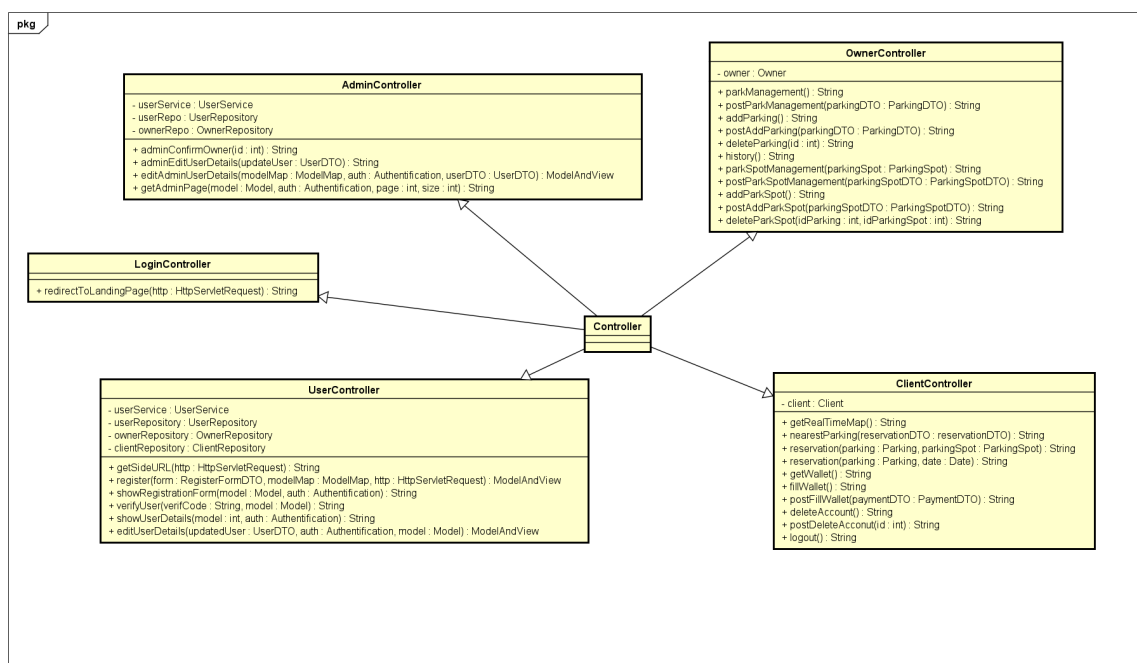 pkg
AdminController
- userService : UserService
- userRepo : UserRepository
- ownerRepo : OwnerRepository
+ adminConfirmOwner(id : int) : String
+ adminEditUserDetails(updateUser : UserDTO) : String
+ editAdminUserDetails(modelMap : ModelMap, auth : Authentification, userDTO : UserDTO) : ModelAndView
+ getAdminPage(model : Model, auth : Authentification, page : int, size : int) : String
OwnerController
- owner : Owner
+ parkManagement() : String
+ postParkManagement(parkingDTO : ParkingDTO) : String
+ addParking() : String
+ postAddParking(parkingDTO : ParkingDTO) : String
+ deleteParking(id : int) : String
+ history() : String
+ parkSpotManagement(parkingSpot : ParkingSpot) : String
+ postParkSpotManagement(parkingSpotDTO : ParkingSpotDTO) : String
+ addParkSpot() : String
+ postAddParkSpot(parkingSpotDTO : ParkingSpotDTO) : String
+ deleteParkSpot(idParking : int, idParkingSpot : int) : String
LoginController
+ redirectToLandingPage(http : HttpServletRequest) : String
Controller
UserController
- userService : UserService
- userRepository : UserRepository
- ownerRepository : OwnerRepository
- clientRepository : ClientRepository
+ getSideURL(http : HttpServletRequest) : String
+ register(form : RegisterFormDTO, modelMap : ModelMap, http : HttpServletRequest) : ModelAndView
+ showRegistrationForm(model : Model, auth : Authentification) : String
+ verifyUser(verifCode : String, model : Model) : String
+ showUserDetails(model : int, auth : Authentification) : String
+ editUserDetails(updatedUser : UserDTO, auth : Authentification, model : Model) : ModelAndView
ClientController
- client : Client
+ getRealTimeMap() : String
+ nearestParking(reservationDTO : reservationDTO) : String
+ reservation(parking : Parking, parkingSpot : ParkingSpot) : String
+ reservation(parking : Parking, date : Date) : String
+ getWallet() : String
+ fillWallet() : String
+ postFillWallet(paymentDTO : PaymentDTO) : String
+ deleteAccount() : String
+ postDeleteAcconut(id : int) : String
+ logout() : String